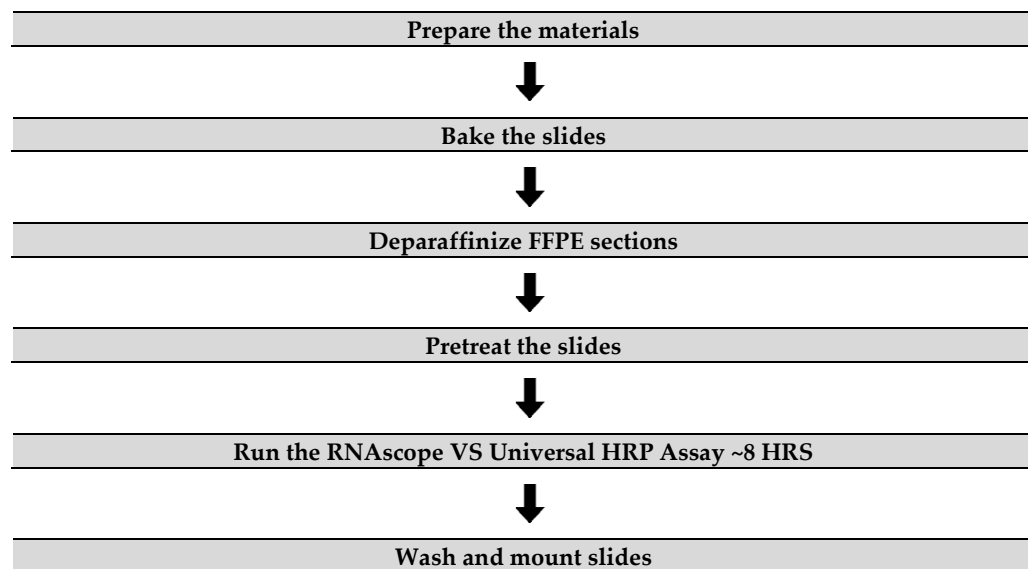 Prepare the materials
Bake the slides
Deparaffinize FFPE sections
Pretreat the slides
Run the RNAscope VS Universal HRP Assay ~8 HRS
Wash and mount slides